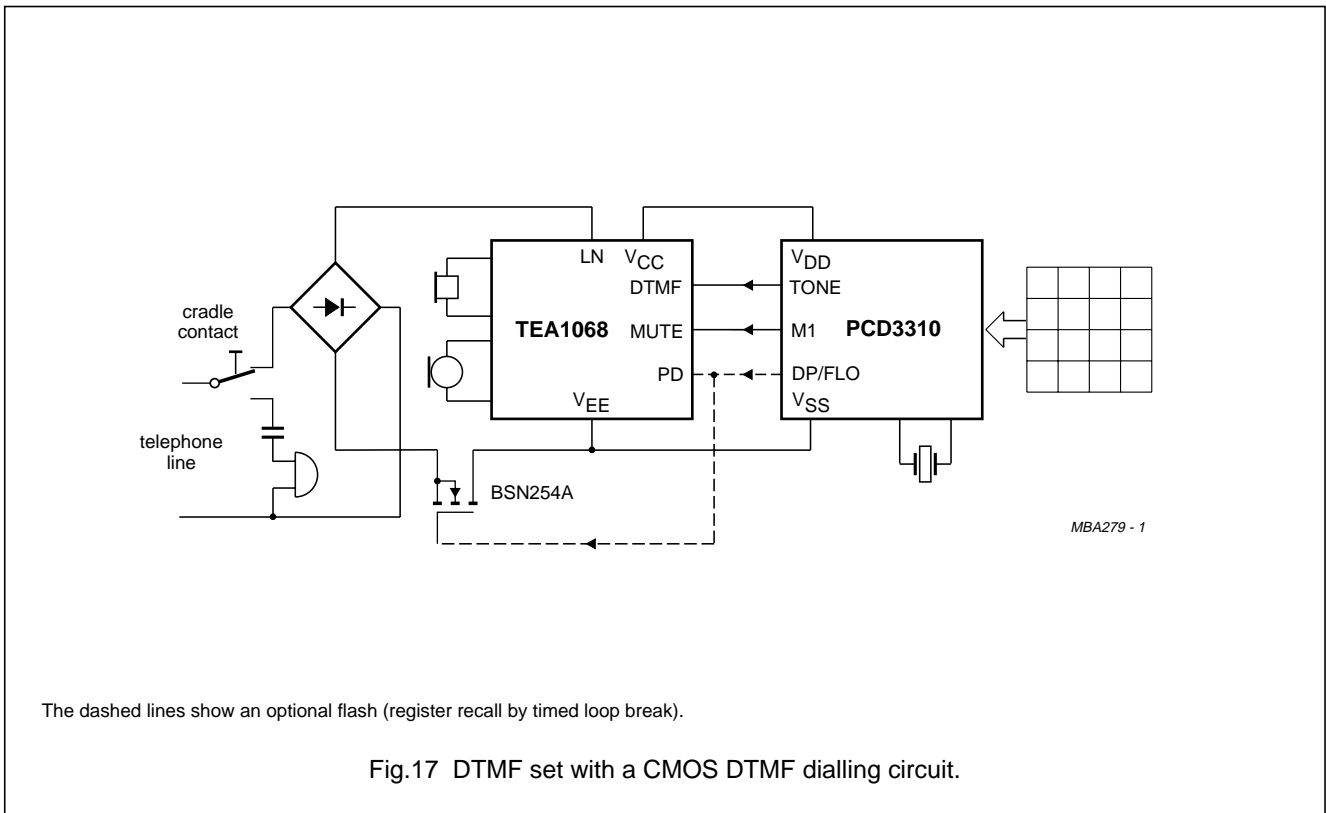 LN VCC
DTMF
TEA1068 MUTE
PD
VEE
VDD
TONE
M1 PCD3310
DP/FLO
VSS
cradle
contact
telephone
line
BSN254A
MBA279 - 1
The dashed lines show an optional flash (register recall by timed loop break).
Fig.17 DTMF set with a CMOS DTMF dialling circuit.